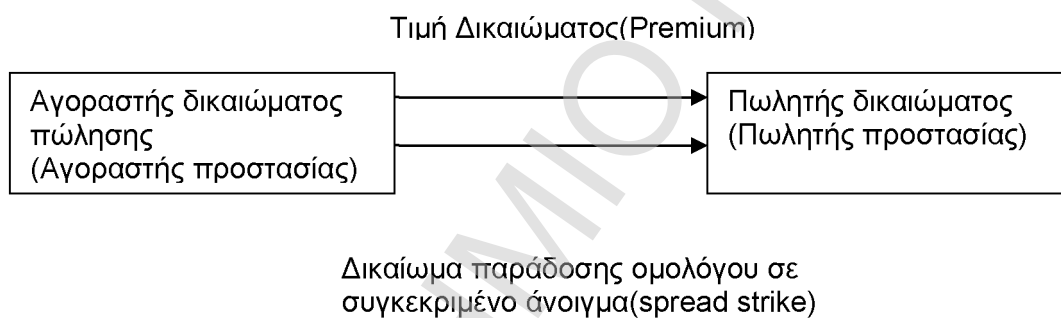 Τιμή Δικαιώματος(Premium)
Αγοραστής δικαιώματος
πώλησης
(Αγοραστής προστασίας)
Πωλητής δικαιώματος
(Πωλητής προστασίας)
Δικαίωμα παράδοσης ομολόγου σε
συγκεκριμένο άνοιγμα(spread strike)